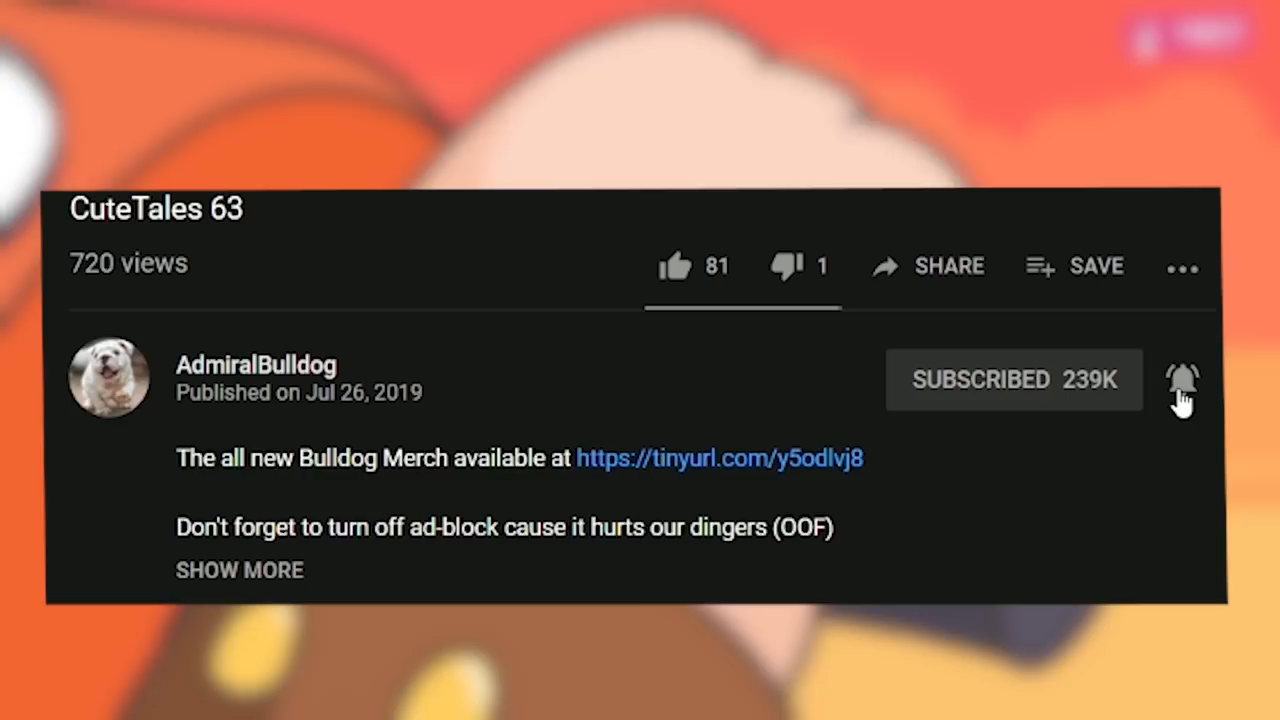 CuteTales 63
720 views
81
1
SHARE
SAVE
AdmiralBulldog
Published on Jul 26, 2019
SUBSCRIBED 239K
The all new Bulldog Merch available at https://tinyurl.com/y5odlvj8
Don't forget to turn off ad-block cause it hurts our dingers (OOF)
SHOW MORE